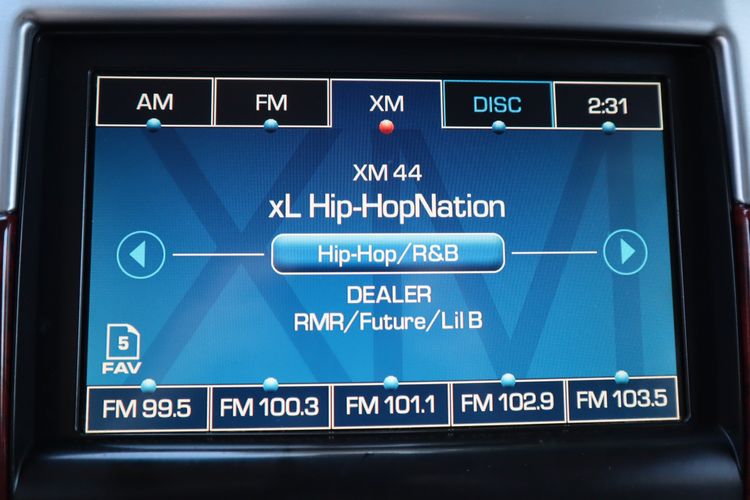 AM FM XM DISC 2:31
XM 44
xL Hip-HopNation
Hip-Hop/R&B
DEALER
RMR/Future/Lil B
5
FAV
FM 99.5 FM 100.3 FM 101.1 FM 102.9 FM 103.5